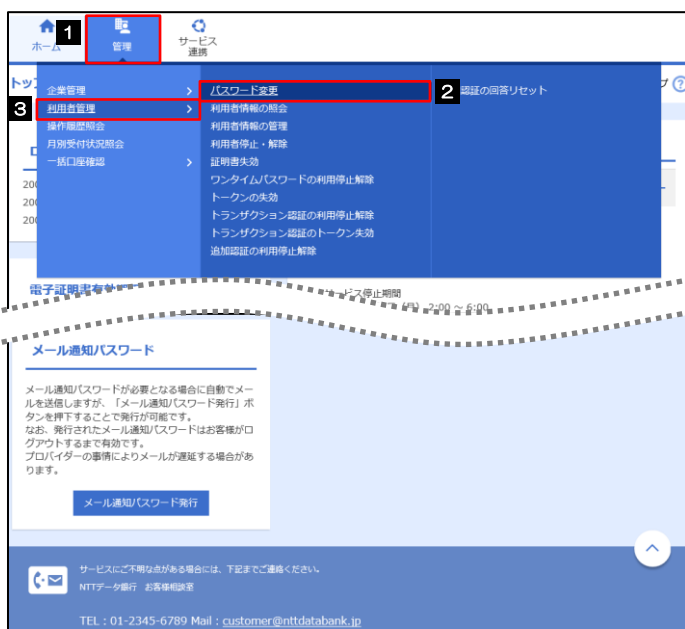 1
ホーム
管理
サービス
連携
トップ
企業管理
パスワード変更
2
認証の回答リセット
プ
3
利用者管理
利用者情報の照会
操作履歴照会
利用者情報の管理
月別受付状況照会
利用者停止・解除
一括口座確認
証明書失効
ワンタイムパスワードの利用停止解除
トークンの失効
トランザクション認証の利用停止解除
トランザクション認証のトークン失効
追加認証の利用停止解除
200
200
200
電子証明書有効
サービス停止期間
(月) 2:00 ~ 6:00
メール通知パスワード
メール通知パスワードが必要となる場合に自動でメー
ルを送信しますが、「メール通知パスワード発行」ボ
タンを押下することで発行が可能です。
なお、発行されたメール通知パスワードはお客様がロ
グアウトするまで有効です。
プロバイダーの事情によりメールが遅延する場合があ
ります。
メール通知パスワード発行
サービスにご不明な点がある場合には、下記までご連絡ください。
NTTデータ銀行 お客様相談室
TEL : 01-2345-6789 Mail : customer@nttdatabank.jp